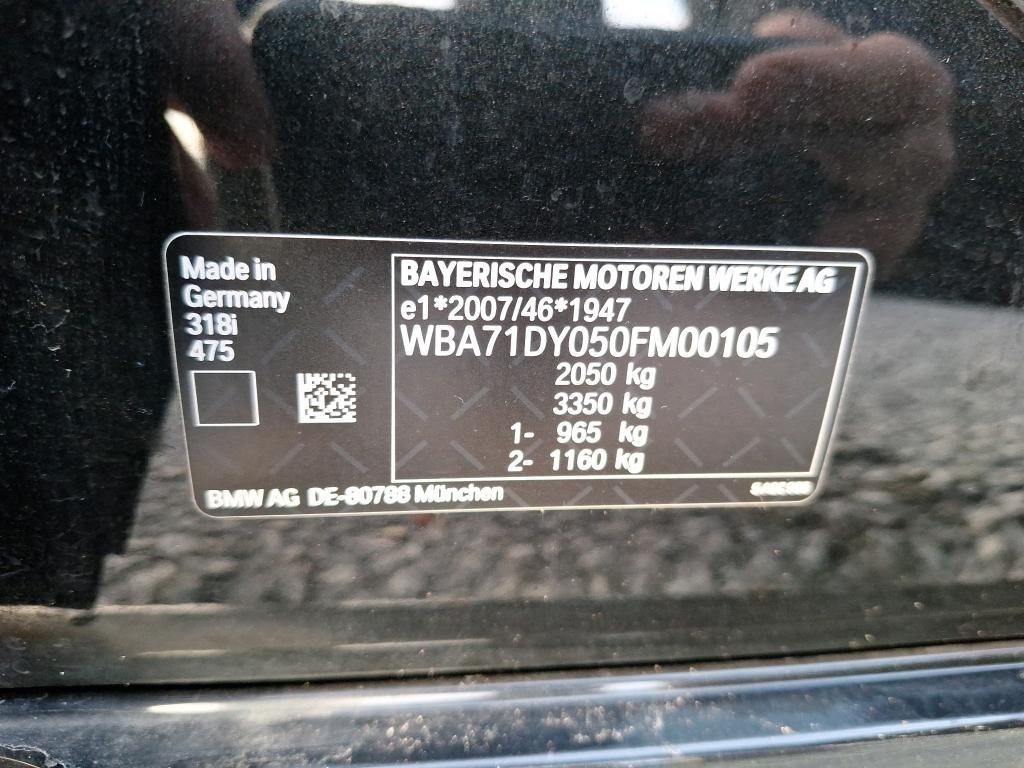 Made in
Germany
318i
475
BAYERISCHE MOTOREN WERKE AG
e1*2007/46*1947
WBA71DY050FM00105
2050 kg
3350 kg
1- 965 kg
2- 1160 kg
BMW AG DE-80788 München